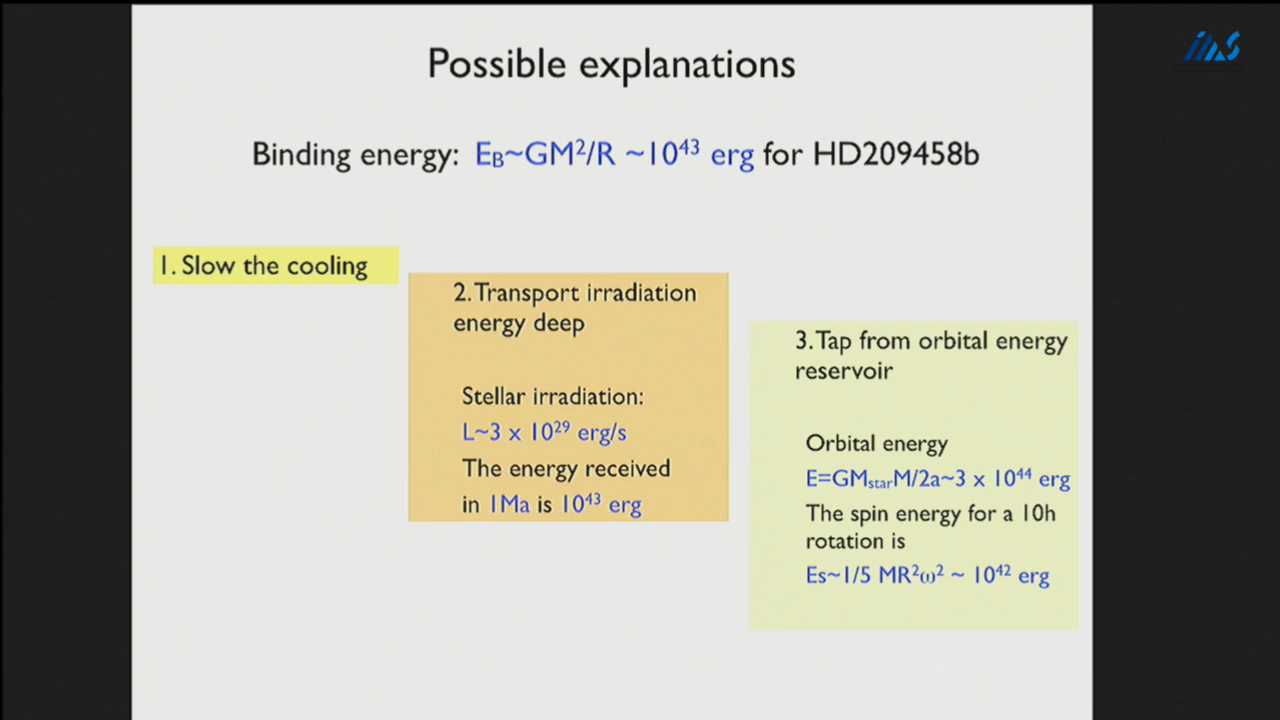 Possible explanations
Binding energy: E_B~GM²/R ~10⁴³ erg for HD209458b
1. Slow the cooling
2. Transport irradiation
energy deep
Stellar irradiation:
L~3 x 10²⁹ erg/s
The energy received
in 1Ma is 10⁴³ erg
3. Tap from orbital energy
reservoir
Orbital energy
E=GM_starM/2a~3 x 10⁴⁴ erg
The spin energy for a 10h
rotation is
Es~1/5 MR²ω² ~ 10⁴² erg